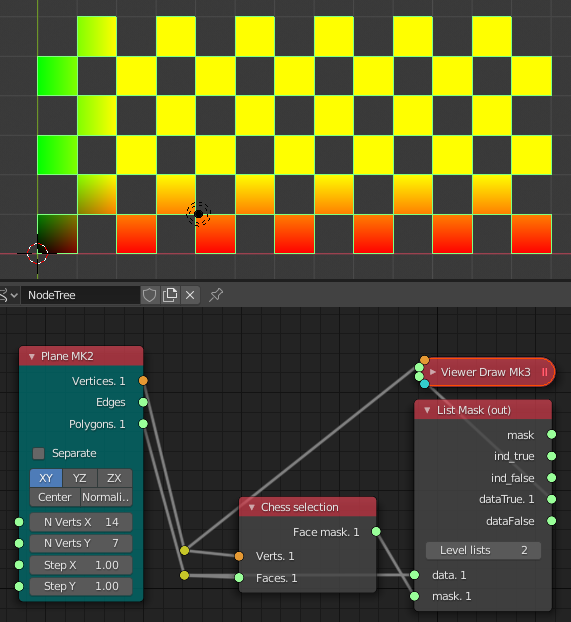 NodeTree
Plane MK2
Vertices. 1
Edges
Polygons. 1
Separate
XY YZ ZX
Center Normali..
N Verts X 14
N Verts Y 7
Step X 1.00
Step Y 1.00
Chess selection
Face mask. 1
Verts. 1
Faces. 1
Viewer Draw Mk3
List Mask (out)
mask
ind_true
ind_false
dataTrue. 1
dataFalse
Level lists 2
data. 1
mask. 1